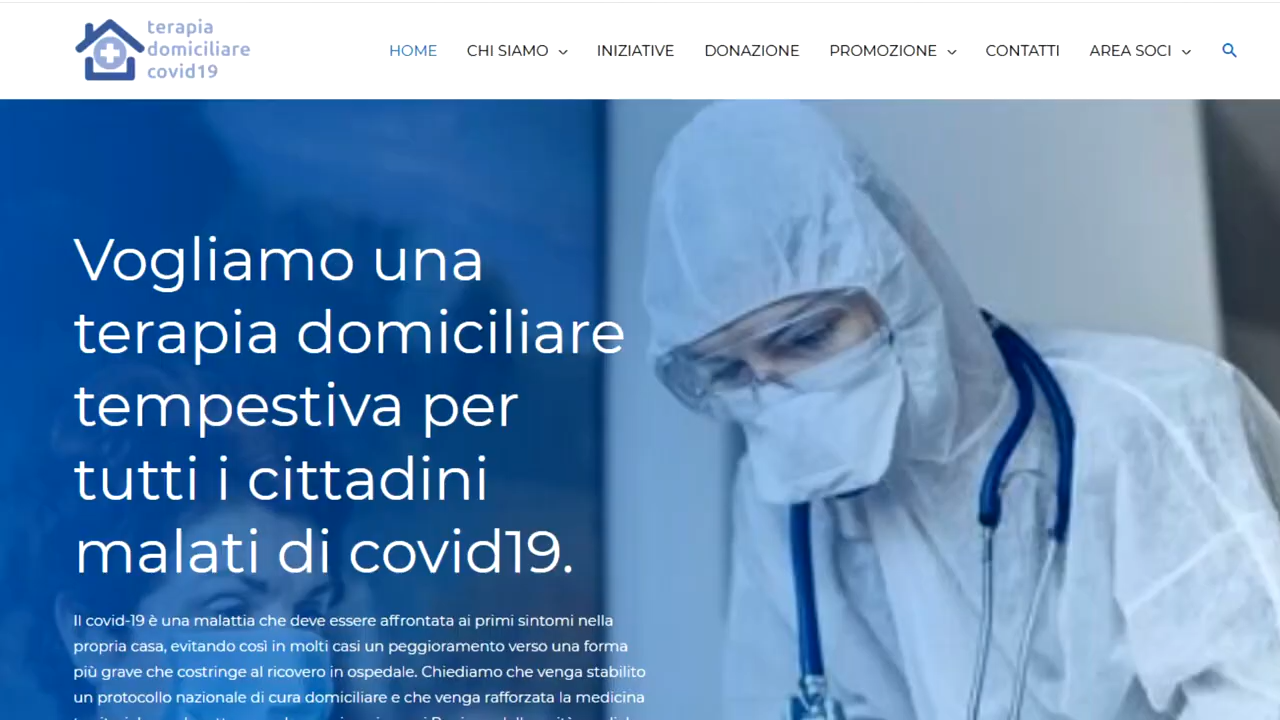 terapia
domiciliare
covid19
HOME CHI SIAMO INIZIATIVE DONAZIONE PROMOZIONE CONTATTI AREA SOCI
Vogliamo una
terapia domiciliare
tempestiva per
tutti i cittadini
malati di covid19.
Il covid-19 è una malattia che deve essere affrontata ai primi sintomi nella
propria casa, evitando così in molti casi un peggioramento verso una forma
più grave che costringe al ricovero in ospedale. Chiediamo che venga stabilito
un protocollo nazionale di cura domiciliare e che venga rafforzata la medicina